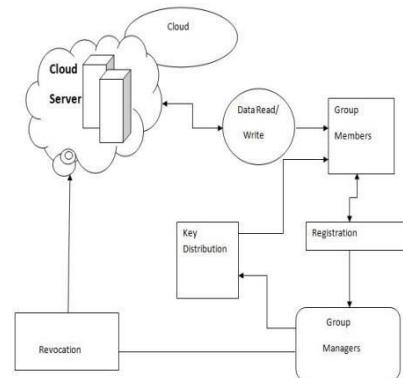 Cloud
Cloud
Server
Data Read/
Write
Group
Members
Key
Distribution
Registration
Group
Managers
Revocation